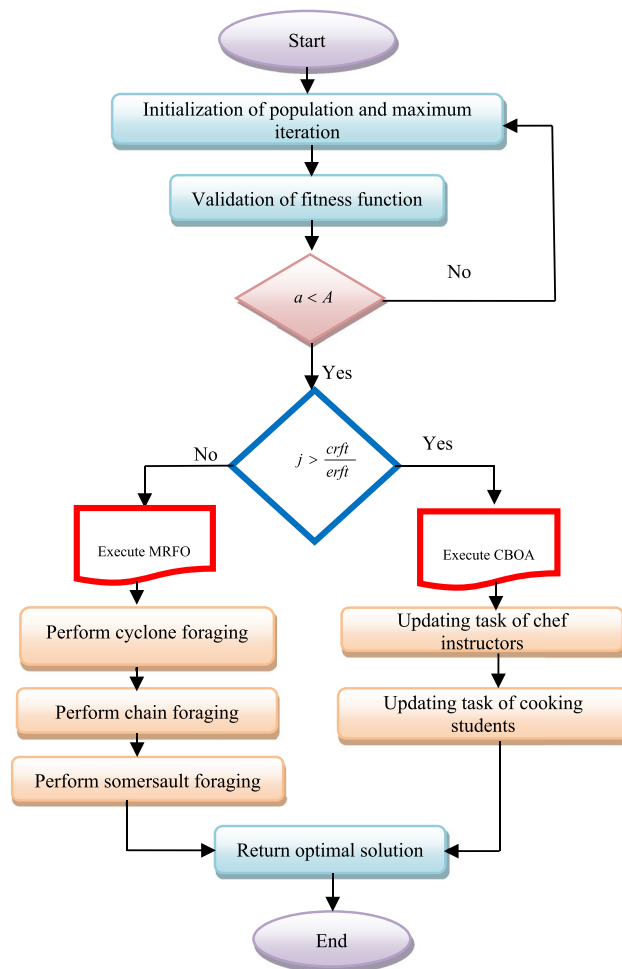 Start
Initialization of population and maximum
iteration
Validation of fitness function
a < A
No
Yes
j > crft/erft
No
Yes
Execute MRFO
Execute CBOA
Perform cyclone foraging
Updating task of chef
instructors
Perform chain foraging
Updating task of cooking
students
Perform somersault foraging
Return optimal solution
End